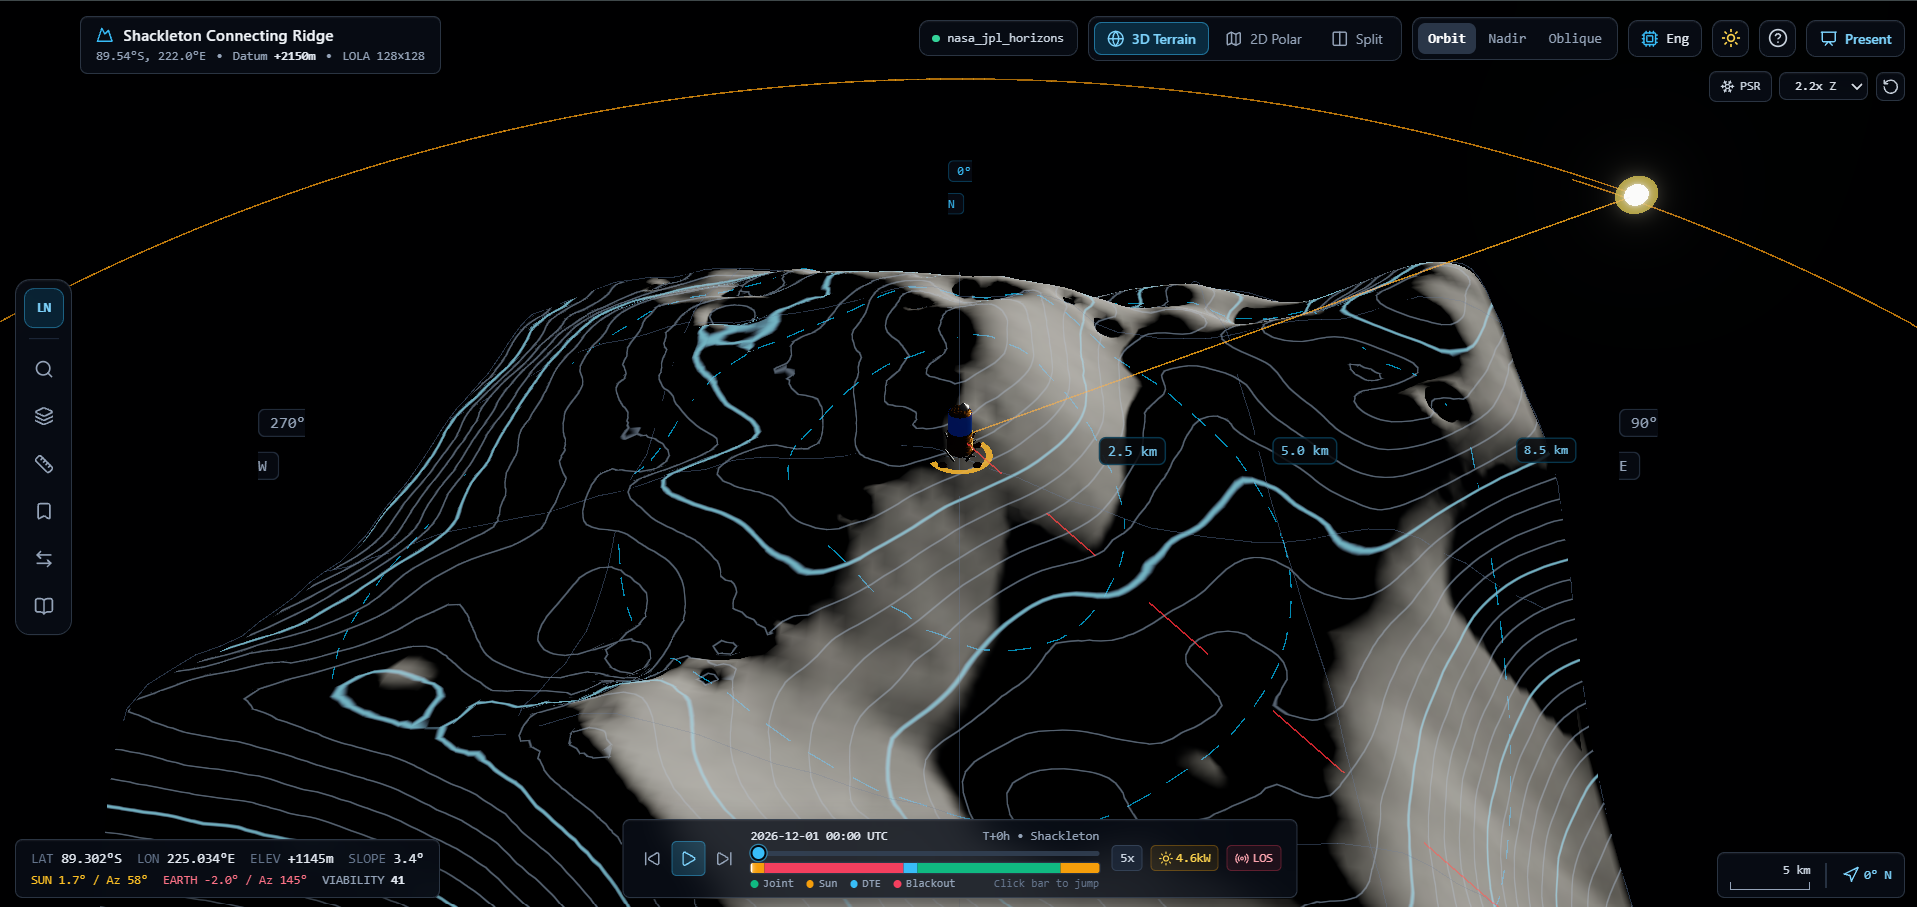 Shackleton Connecting Ridge
89.54°S, 222.0°E • Datum +2150m • LOLA 128×128
nasa_jpl_horizons
3D Terrain
2D Polar
Split
Orbit
Nadir
Oblique
Eng
Present
PSR
2.2x Z
0°
N
LN
270°
W
90°
E
2.5 km
5.0 km
8.5 km
LAT 89.302°S LON 225.034°E ELEV +1145m SLOPE 3.4°
SUN 1.7° / Az 58° EARTH -2.0° / Az 145° VIABILITY 41
2026-12-01 00:00 UTC
T+0h • Shackleton
5x
4.6kW
LOS
Joint
Sun
DTE
Blackout
Click bar to jump
5 km
0° N